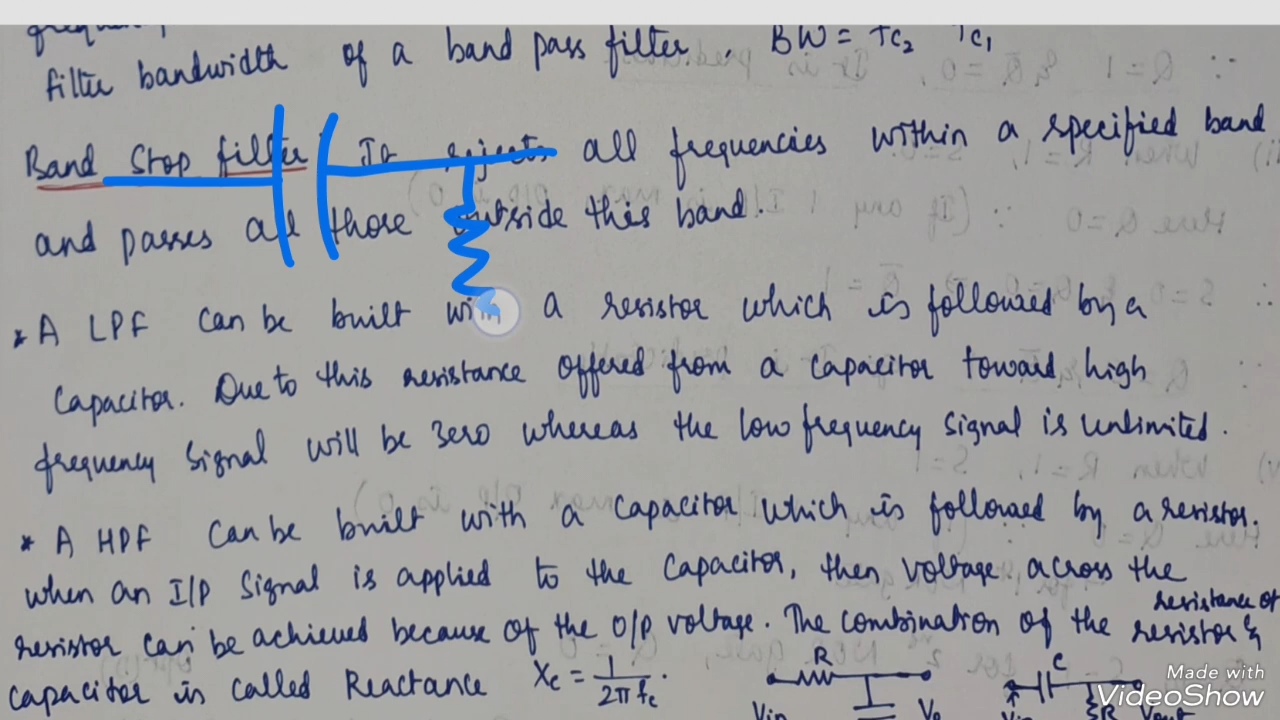 filter bandwidth of a band pass filter. BW = fc2 fc1
Band Stop filter It rejects all frequencies within a specified band
and passes all those outside this band.
* A LPF can be built with a resistor which is followed by a
capacitor. Due to this resistance offered from a capacitor toward high
frequency signal will be zero whereas the low frequency signal is unlimited.
* A HPF can be built with a capacitor which is followed by a resistor.
when an I/P signal is applied to the capacitor, then voltage across the
resistor can be achieved because of the O/P voltage. The combination of the resistance of resistor &
capacitor is called Reactance Xc = 1/2π fc.
R
Vin
Vo
C
Vin
R
Vout
Made with
VideoShow